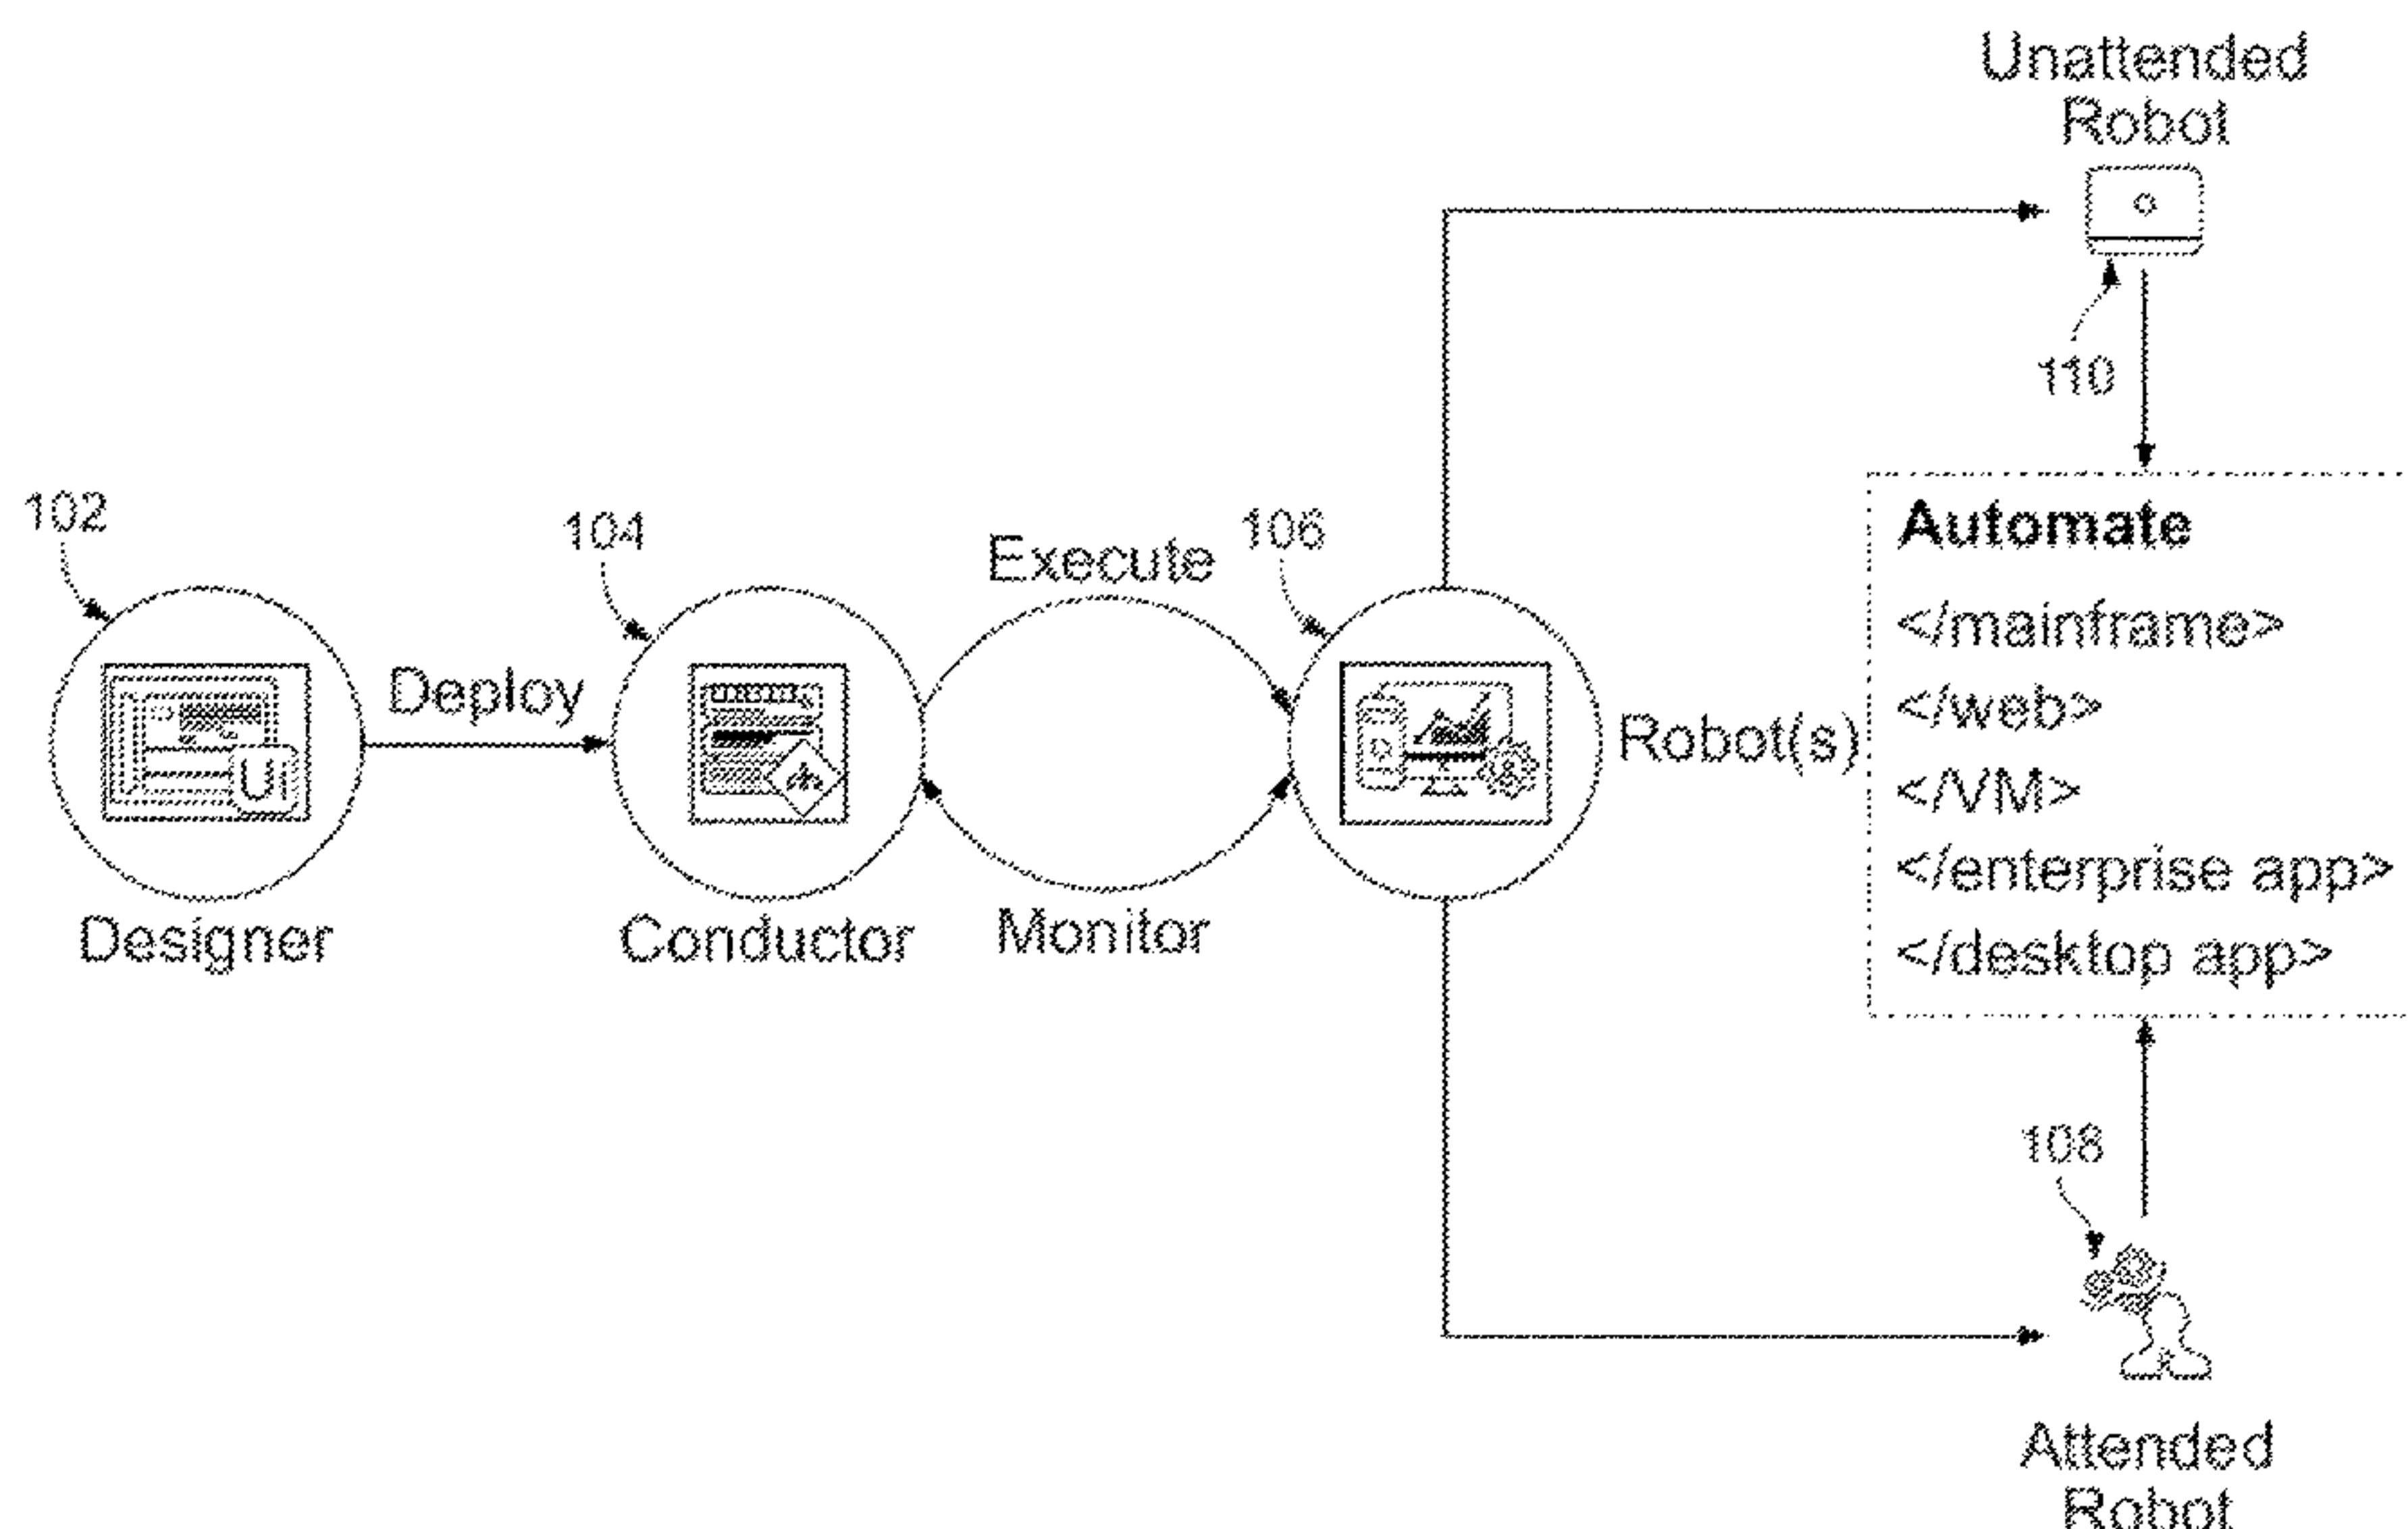 Unattended
Robot
110
102
104
Execute
106
Deploy
UI
Designer
Conductor
Monitor
Robot(s)
Automate
</mainframe>
</web>
</VM>
</enterprise app>
</desktop app>
108
Attended
Robot